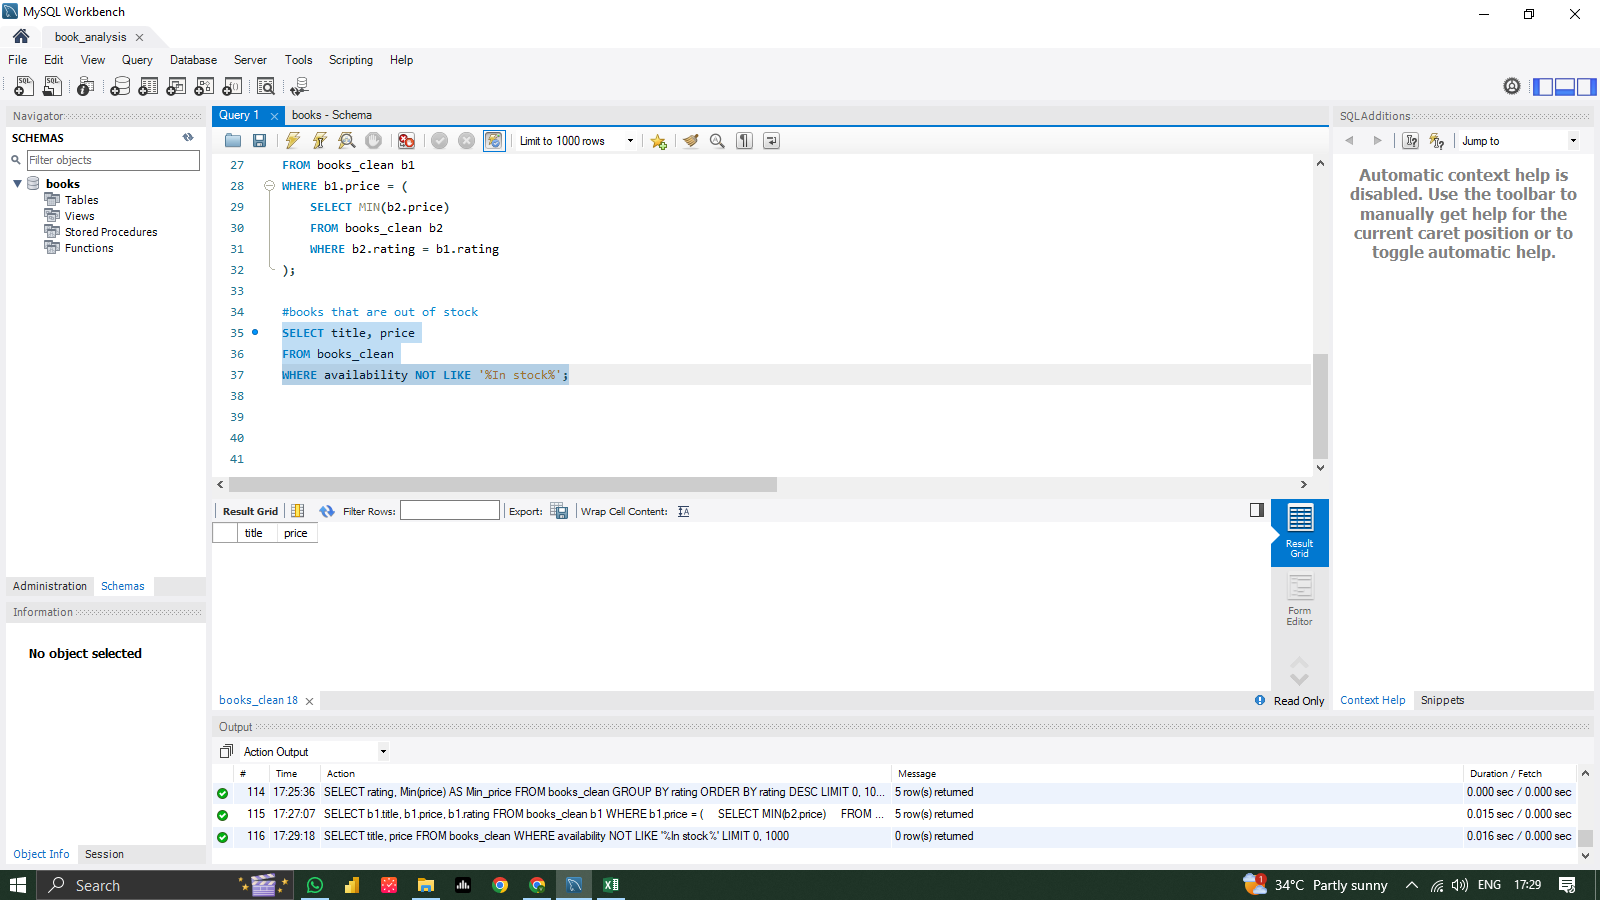 MySQL Workbench
book_analysis
File Edit View Query Database Server Tools Scripting Help
Navigator
SCHEMAS
Filter objects
books
Tables
Views
Stored Procedures
Functions
Administration Schemas
Information
No object selected
Object Info Session
Query 1 books - Schema
Limit to 1000 rows
27 FROM books_clean b1
28 WHERE b1.price = (
29 SELECT MIN(b2.price)
30 FROM books_clean b2
31 WHERE b2.rating = b1.rating
32 );
33
34 #books that are out of stock
35 SELECT title, price
36 FROM books_clean
37 WHERE availability NOT LIKE '%In stock%';
38
39
40
41
Result Grid Filter Rows: Export: Wrap Cell Content:
title price
Result Grid
Form Editor
books_clean 18
Read Only
SQLAdditions
Jump to
Automatic context help is
disabled. Use the toolbar to
manually get help for the
current caret position or to
toggle automatic help.
Context Help Snippets
Output
Action Output
# Time Action Message Duration / Fetch
114 17:25:36 SELECT rating, Min(price) AS Min_price FROM books_clean GROUP BY rating ORDER BY rating DESC LIMIT 0, 10... 5 row(s) returned 0.000 sec / 0.000 sec
115 17:27:07 SELECT b1.title, b1.price, b1.rating FROM books_clean b1 WHERE b1.price = ( SELECT MIN(b2.price) FROM ... 5 row(s) returned 0.015 sec / 0.000 sec
116 17:29:18 SELECT title, price FROM books_clean WHERE availability NOT LIKE '%In stock%' LIMIT 0, 1000 0 row(s) returned 0.016 sec / 0.000 sec
Search
1
34°C Partly sunny
ENG 17:29